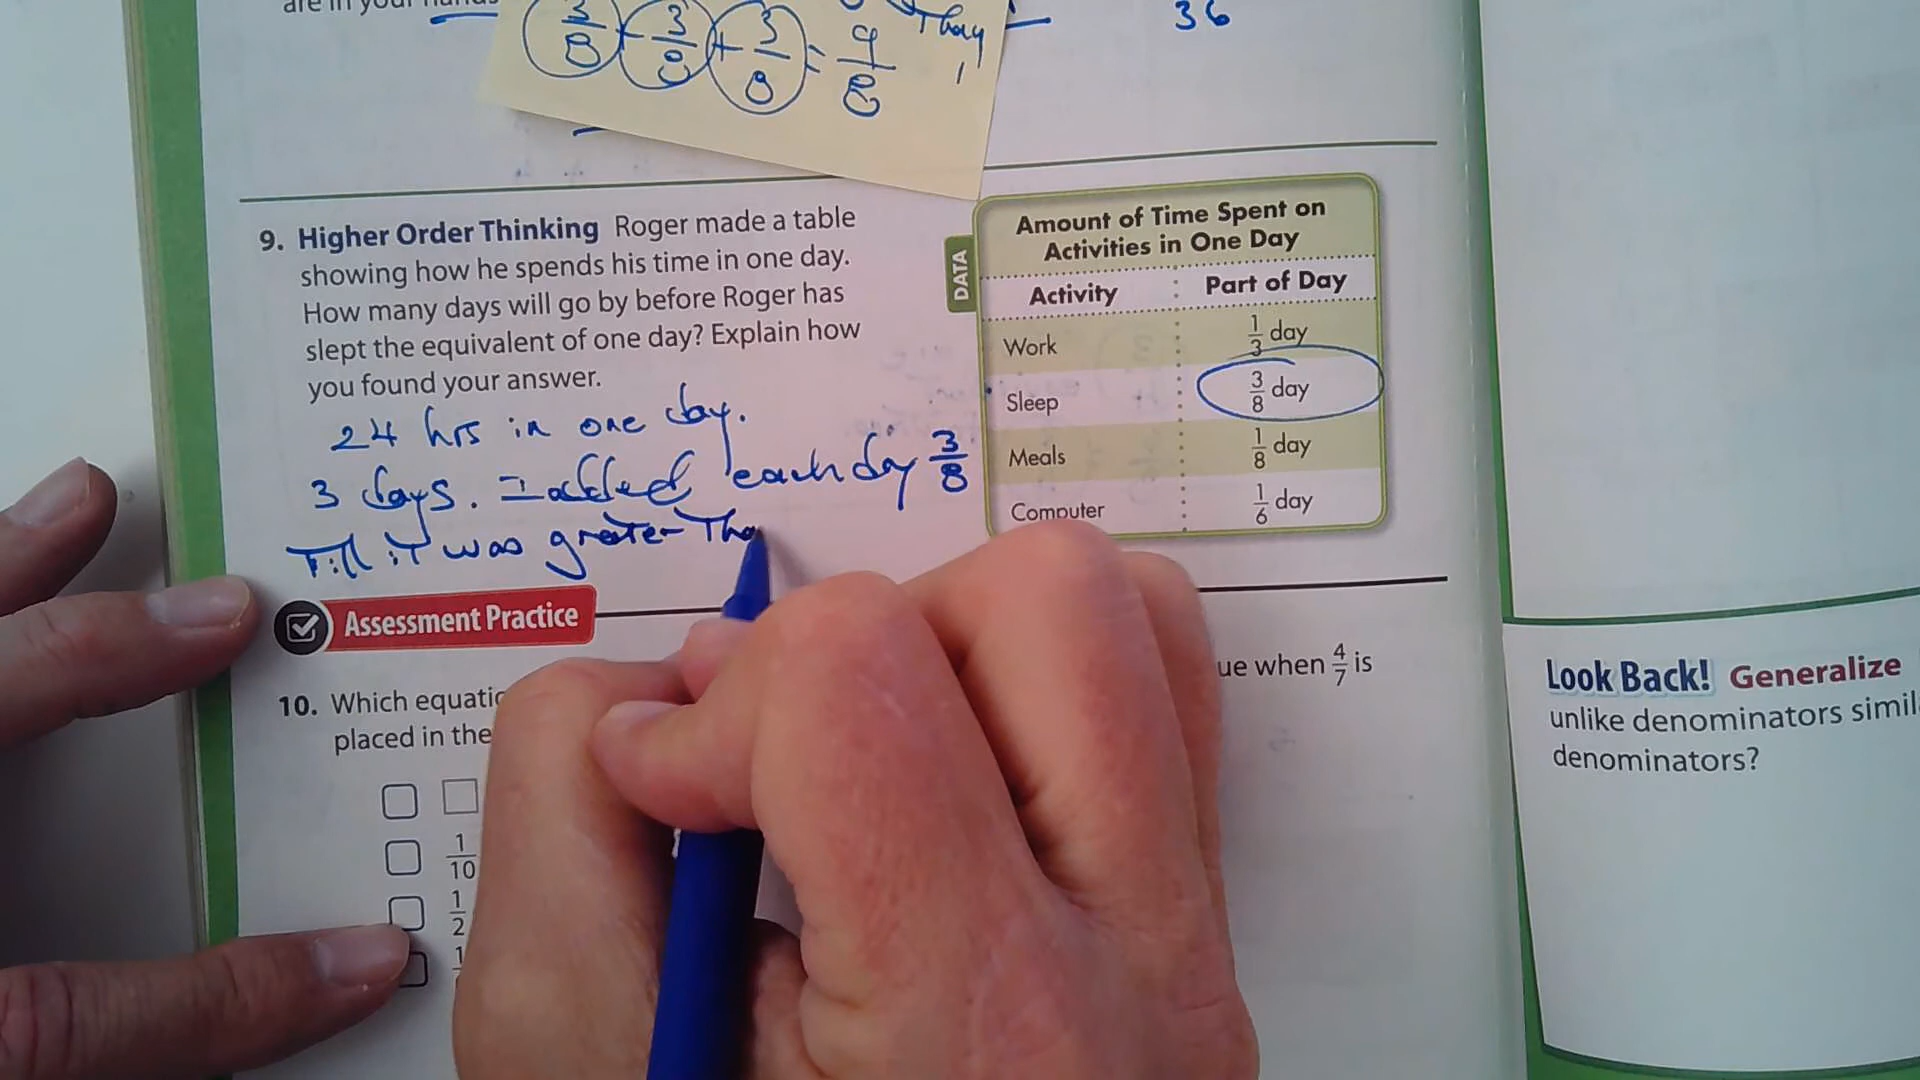 are in your hands
36
3/8 + 3/8 + 3/8 = 9/8
Than 1
9. Higher Order Thinking Roger made a table
showing how he spends his time in one day.
How many days will go by before Roger has
slept the equivalent of one day? Explain how
you found your answer.
24 hrs in one day.
3 days. I added each day 3/8
Till iT was greater Tha
DATA
Amount of Time Spent on
Activities in One Day
Activity Part of Day
Work 1/3 day
Sleep 3/8 day
Meals 1/8 day
Computer 1/6 day
Assessment Practice
10. Which equatio
ue when 4/7 is
placed in the
1/10
1/2
1
Look Back! Generalize
unlike denominators simil
denominators?